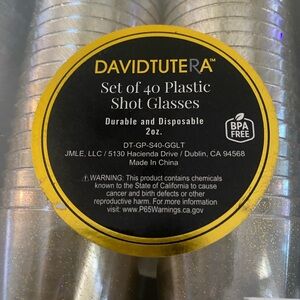 DAVIDTUTERA™
Set of 40 Plastic
Shot Glasses
Durable and Disposable
2oz.
BPA
FREE
DT-GP-S40-GGLT
JMLE, LLC / 5130 Hacienda Drive / Dublin, CA 94568
Made In China
⚠WARNING: This product contains chemicals
known to the State of California to cause
cancer and birth defects or other
reproductive harm. For more information
visit: www.P65Warnings.ca.gov